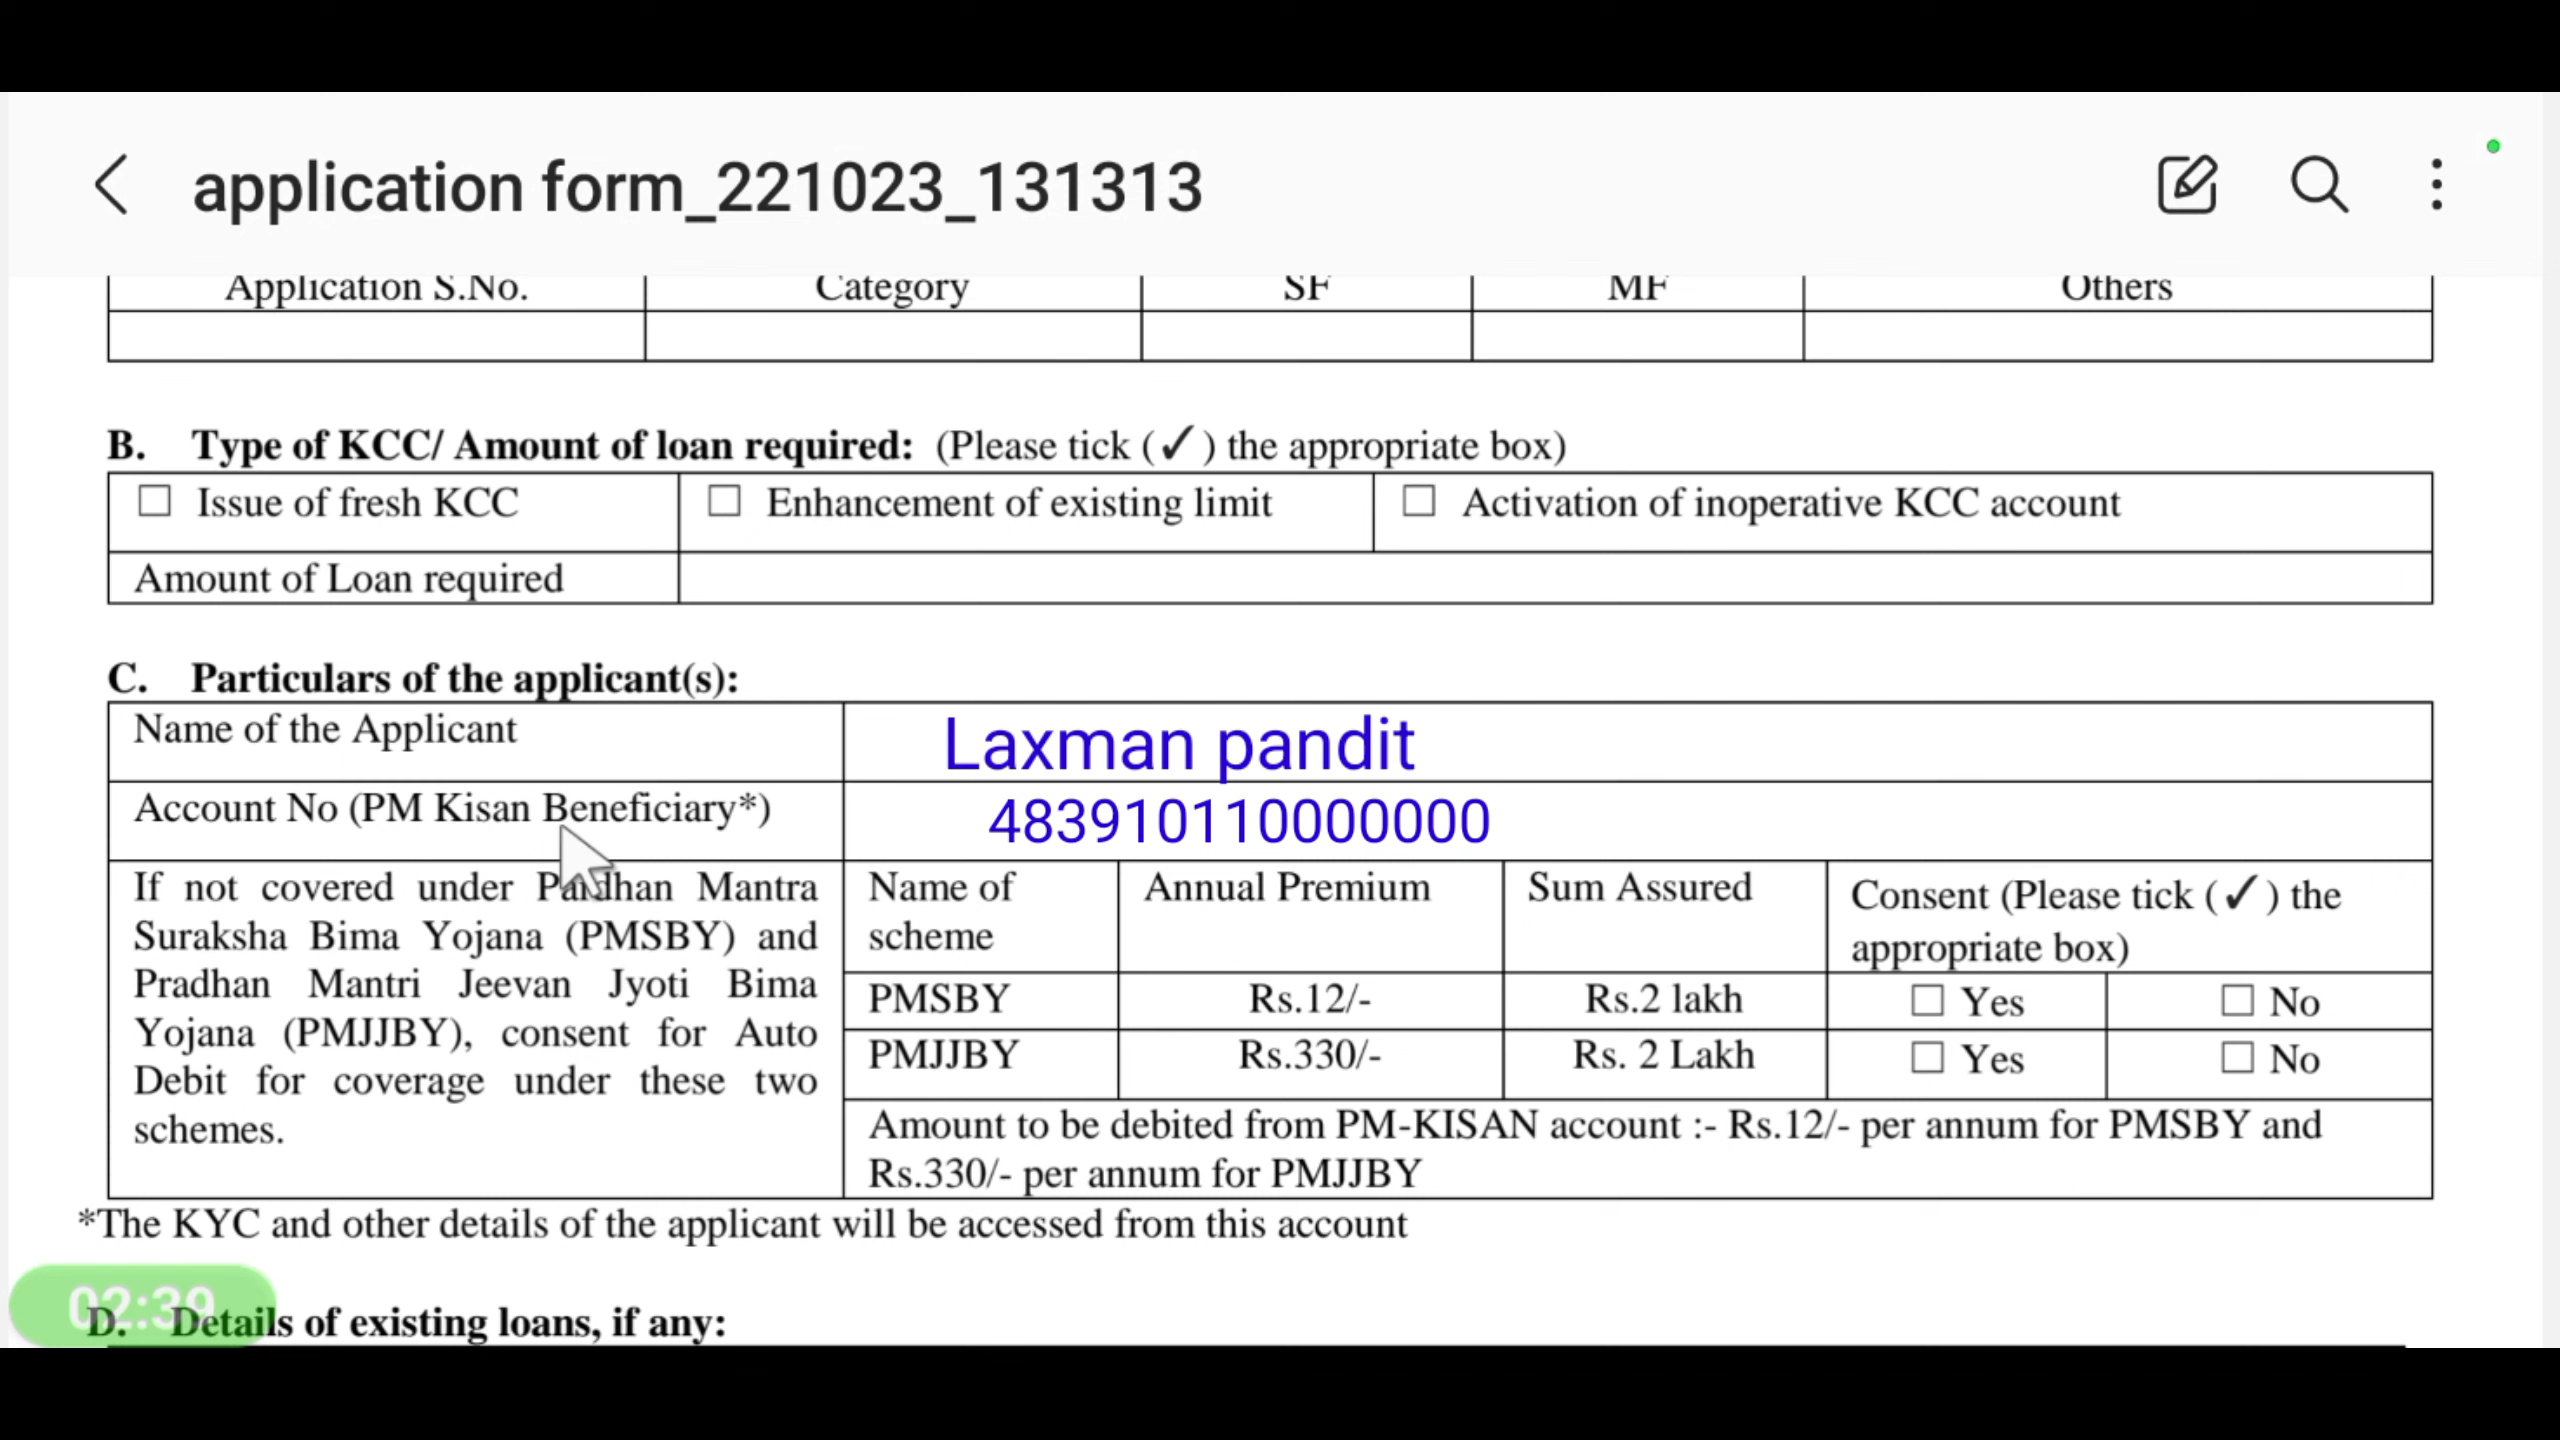 application form_221023_131313
Application S.No. Category SF MF Others
B. Type of KCC/ Amount of loan required: (Please tick (✓) the appropriate box)
☐ Issue of fresh KCC ☐ Enhancement of existing limit ☐ Activation of inoperative KCC account
Amount of Loan required
C. Particulars of the applicant(s):
Name of the Applicant Laxman pandit
Account No (PM Kisan Beneficiary*) 483910110000000
If not covered under Pardhan Mantra
Suraksha Bima Yojana (PMSBY) and
Pradhan Mantri Jeevan Jyoti Bima
Yojana (PMJJBY), consent for Auto
Debit for coverage under these two
schemes.
Name of
scheme
Annual Premium
Sum Assured
Consent (Please tick (✓) the
appropriate box)
PMSBY Rs.12/- Rs.2 lakh ☐ Yes ☐ No
PMJJBY Rs.330/- Rs. 2 Lakh ☐ Yes ☐ No
Amount to be debited from PM-KISAN account :- Rs.12/- per annum for PMSBY and
Rs.330/- per annum for PMJJBY
*The KYC and other details of the applicant will be accessed from this account
02:39
D. Details of existing loans, if any: